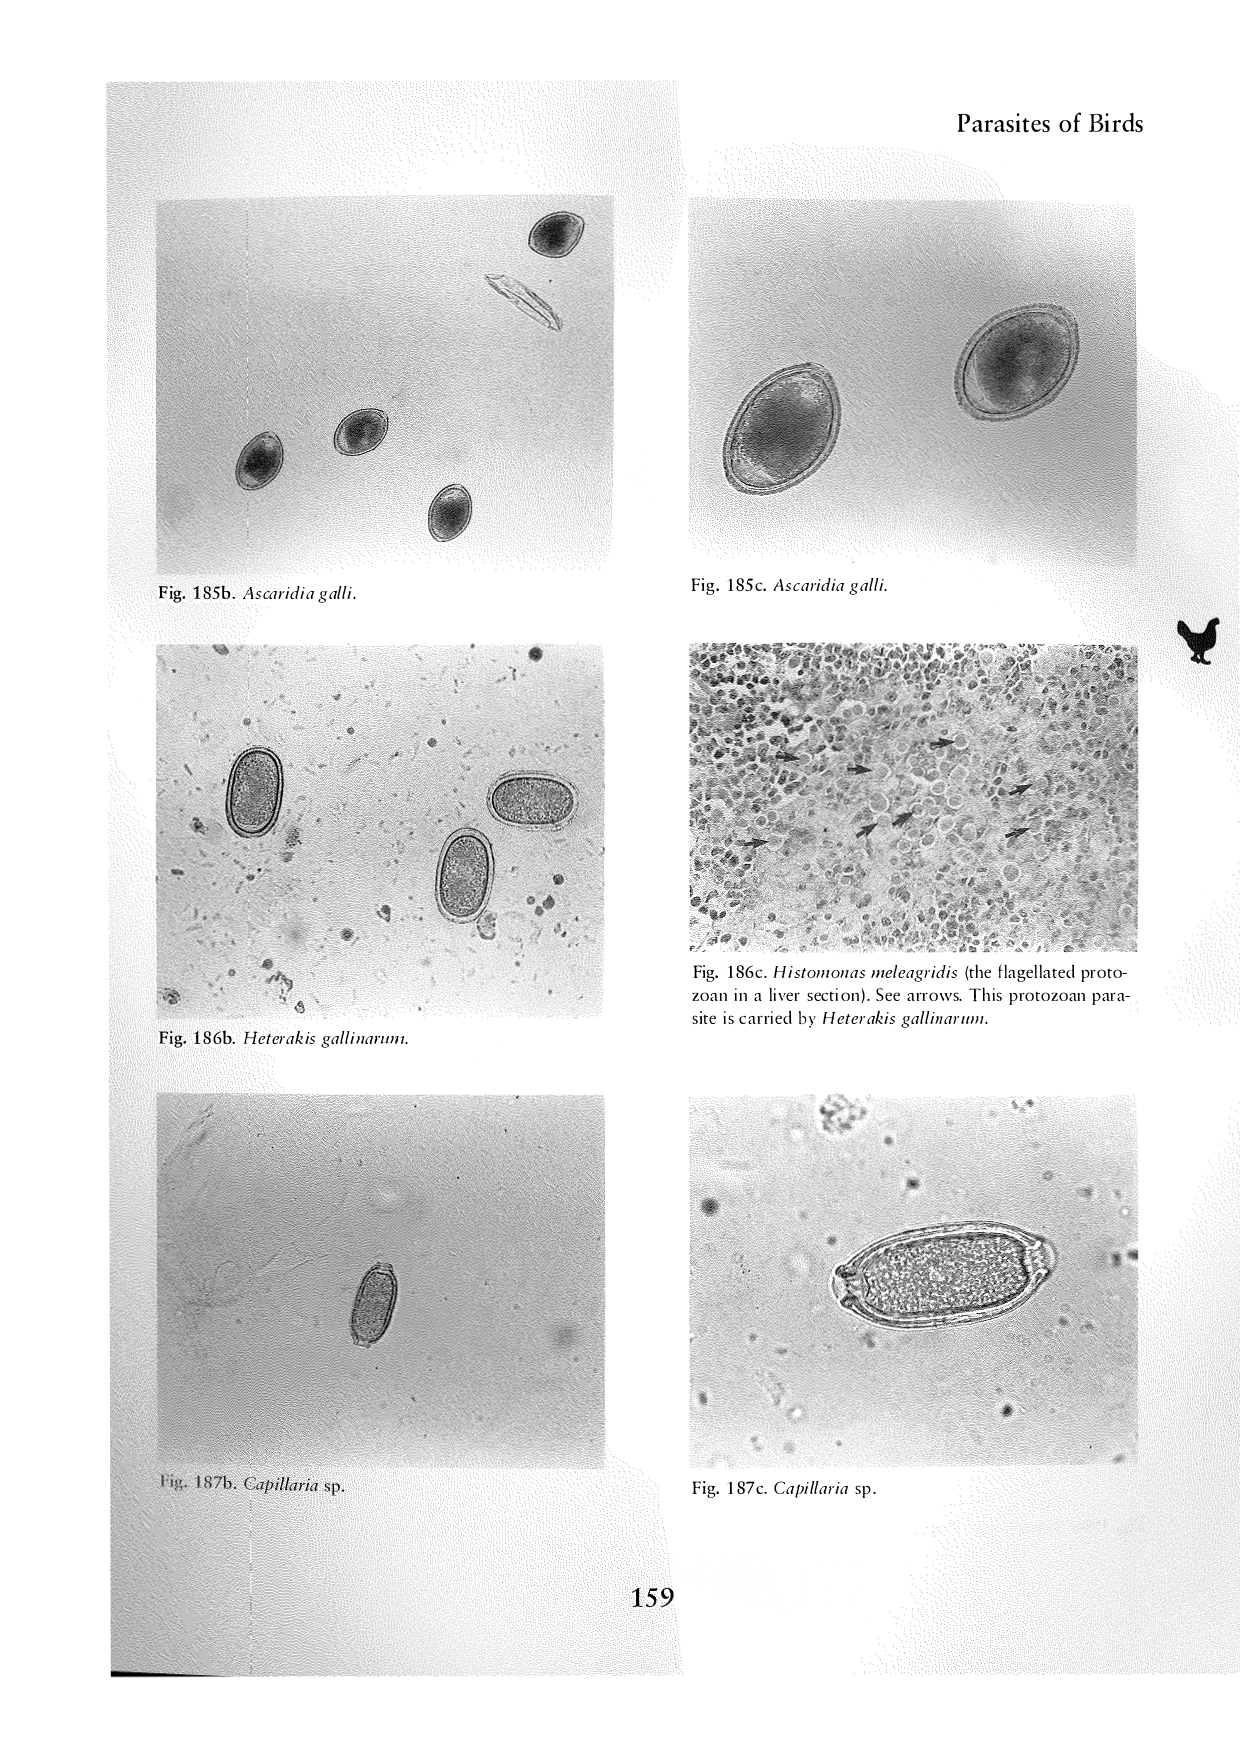 Parasites of Birds
Fig. 185b. Ascaridia galli.
Fig. 185c. Ascaridia galli.
Fig. 186b. Heterakis gallinarum.
Fig. 186c. Histomonas meleagridis (the flagellated proto-
zoan in a liver section). See arrows. This protozoan para-
site is carried by Heterakis gallinarum.
Fig. 187b. Capillaria sp.
Fig. 187c. Capillaria sp.
159